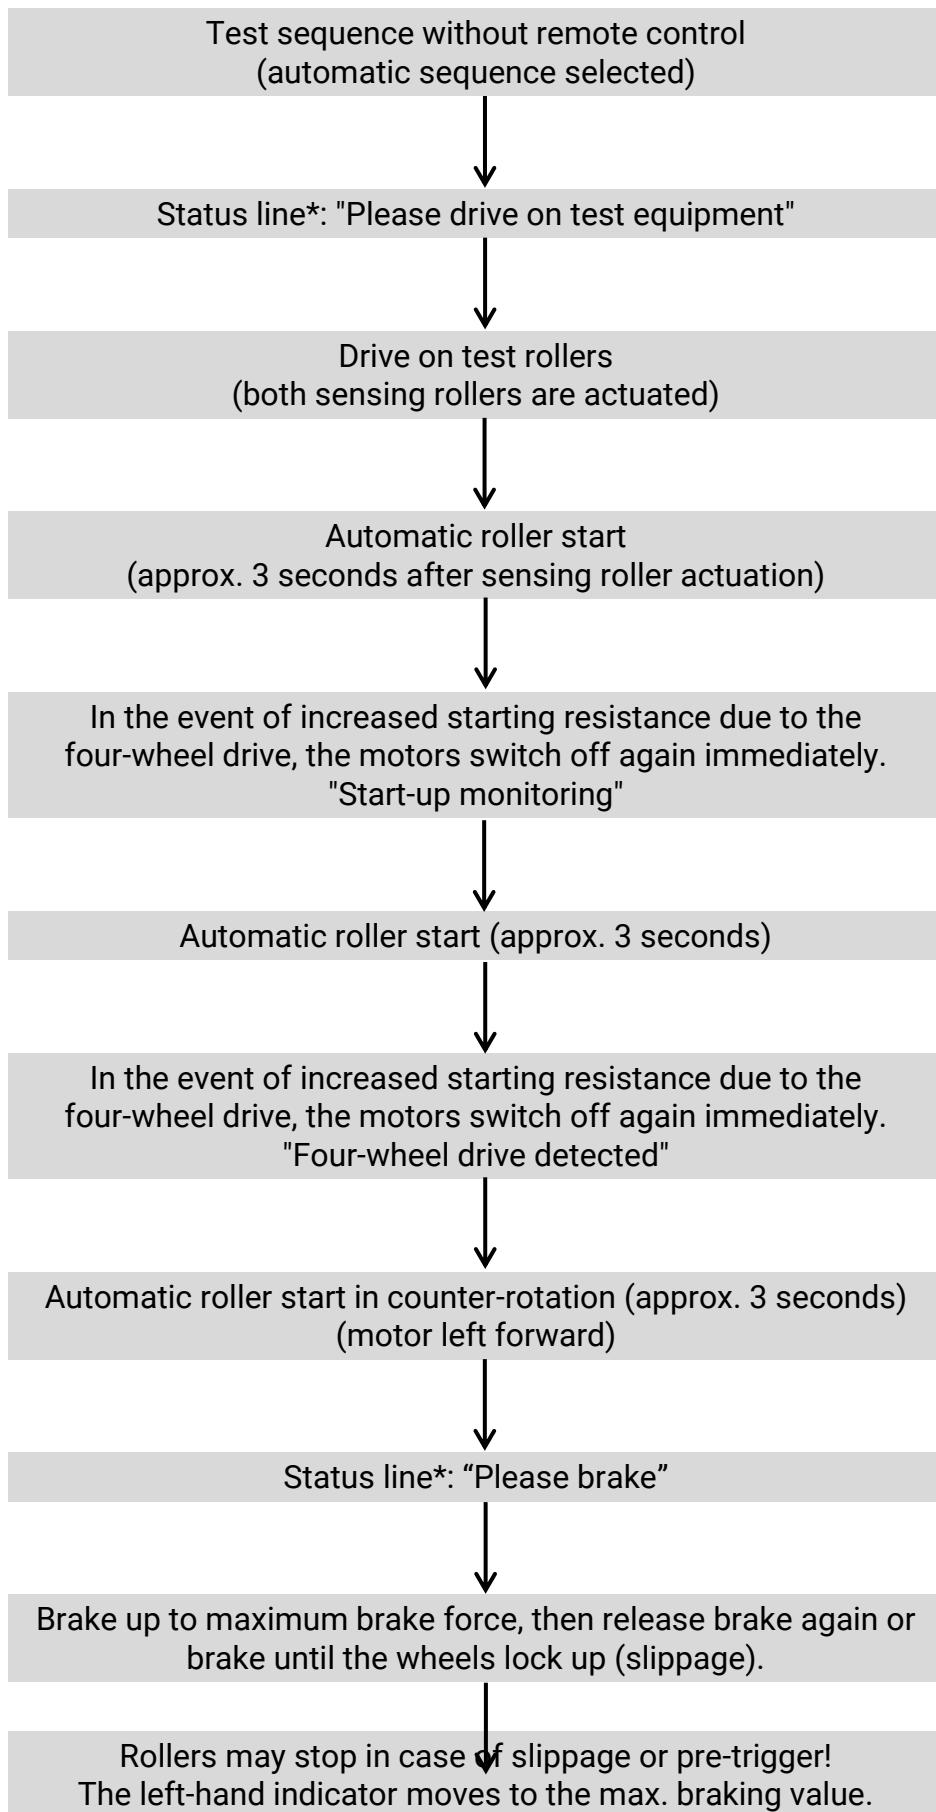 Test sequence without remote control
(automatic sequence selected)
Status line*: "Please drive on test equipment"
Drive on test rollers
(both sensing rollers are actuated)
Automatic roller start
(approx. 3 seconds after sensing roller actuation)
In the event of increased starting resistance due to the
four-wheel drive, the motors switch off again immediately.
"Start-up monitoring"
Automatic roller start (approx. 3 seconds)
In the event of increased starting resistance due to the
four-wheel drive, the motors switch off again immediately.
"Four-wheel drive detected"
Automatic roller start in counter-rotation (approx. 3 seconds)
(motor left forward)
Status line*: “Please brake”
Brake up to maximum brake force, then release brake again or
brake until the wheels lock up (slippage).
Rollers may stop in case of slippage or pre-trigger!
The left-hand indicator moves to the max. braking value.